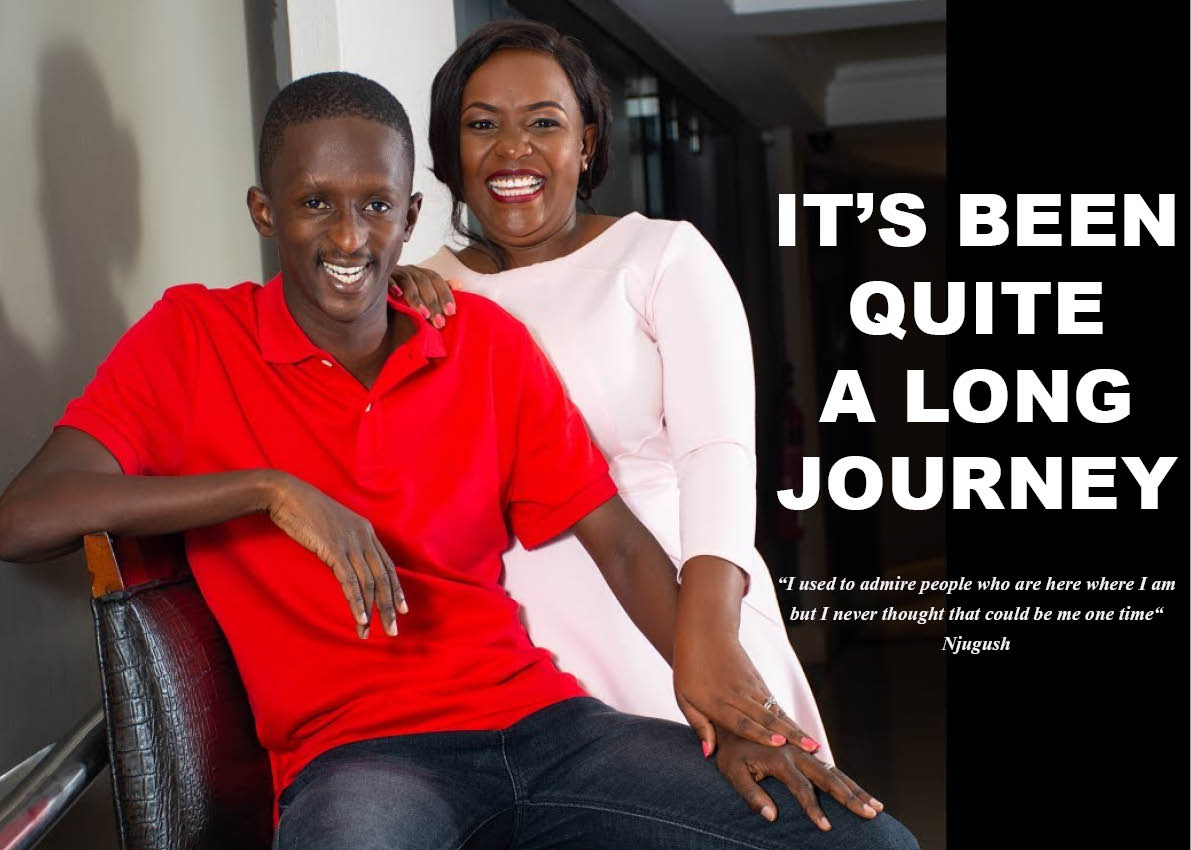 IT’S BEEN
QUITE
A LONG
JOURNEY
“I used to admire people who are here where I am
but I never thought that could be me one time“
Njugush